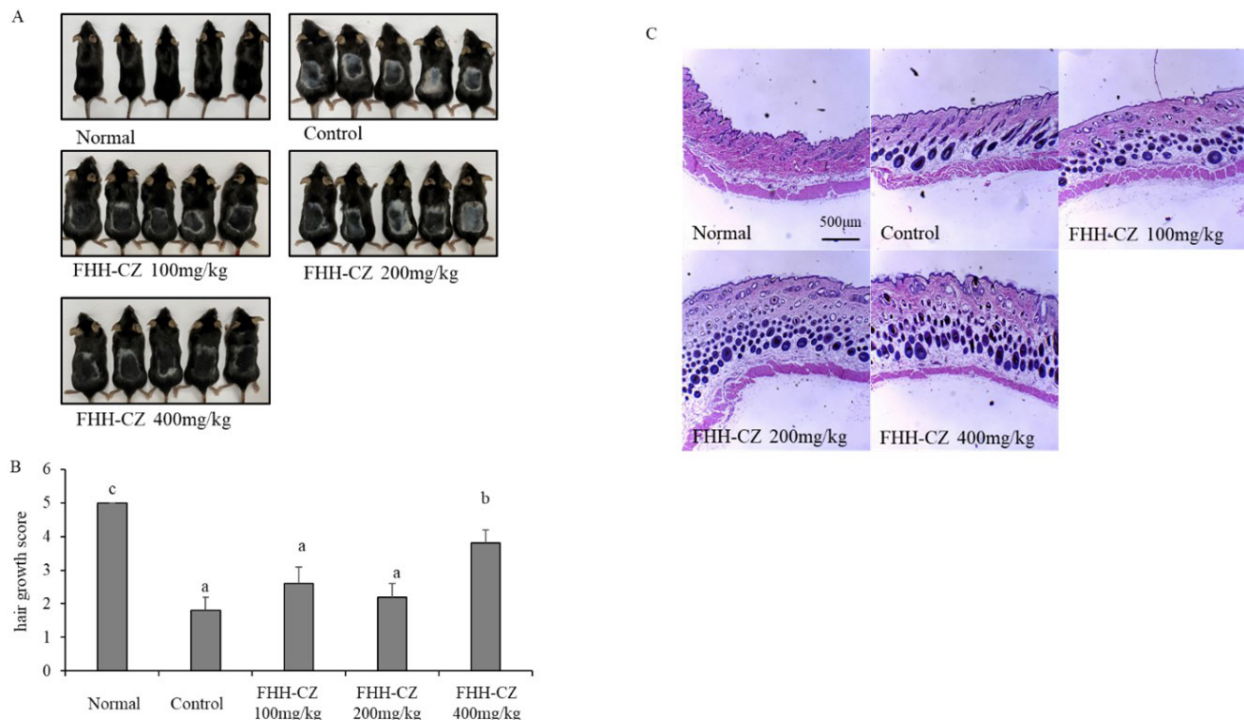 A
Normal
Control
FHH-CZ 100mg/kg
FHH-CZ 200mg/kg
FHH-CZ 400mg/kg
B
hair growth score
6
5
4
3
2
1
0
c
a
a
a
b
Normal
Control
FHH-CZ
100mg/kg
FHH-CZ
200mg/kg
FHH-CZ
400mg/kg
C
Normal
500µm
Control
FHH-CZ 100mg/kg
FHH-CZ 200mg/kg
FHH-CZ 400mg/kg